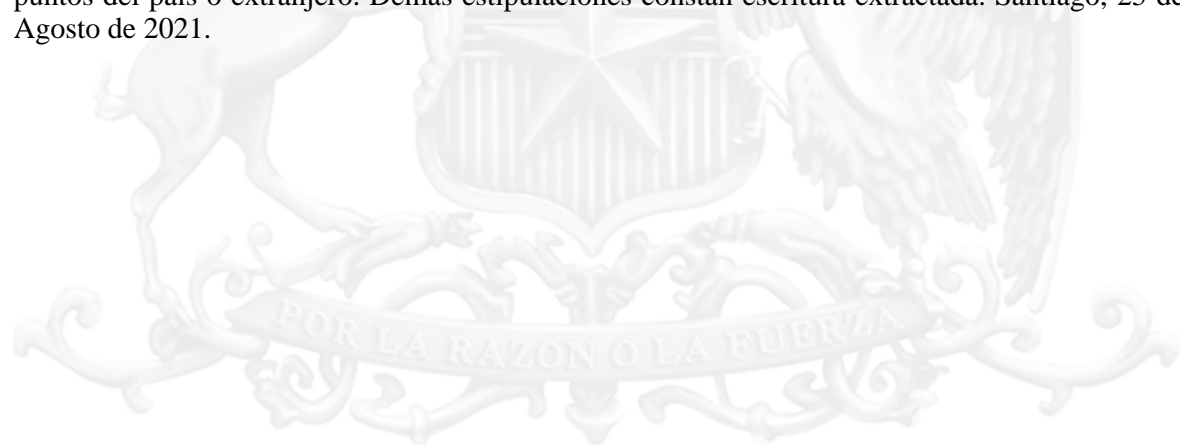 puntos del país o extranjero. Demás estipulaciones constan escritura extractada. Santiago, 25 de
Agosto de 2021.
POR LA RAZON O LA FUERZA